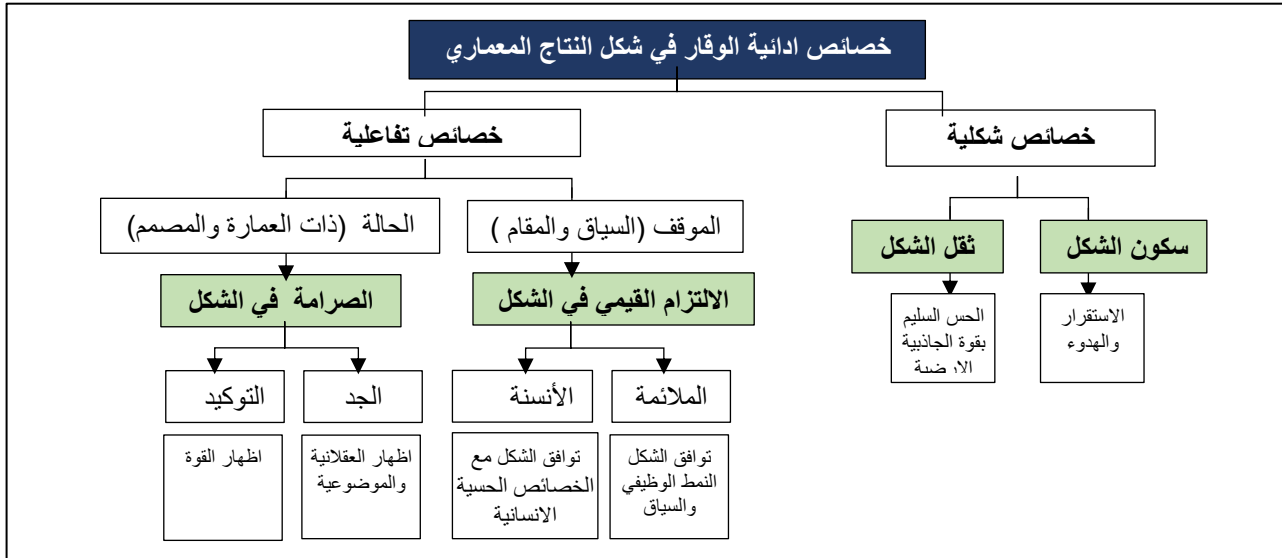 خصائص ادائية الوقار في شكل النتاج المعماري
خصائص شكلية
خصائص تفاعلية
سكون الشكل
ثقل الشكل
الموقف (السياق والمقام )
الحالة (ذات العمارة والمصمم)
الاستقرار
والهدوء
الحس السليم
بقوة الجاذبية
الارضية
الالتزام القيمي في الشكل
الصرامة في الشكل
الملائمة
الأنسنة
الجد
التوكيد
توافق الشكل
النمط الوظيفي
والسياق
توافق الشكل مع
الخصائص الحسية
الانسانية
اظهار العقلانية
والموضوعية
اظهار القوة